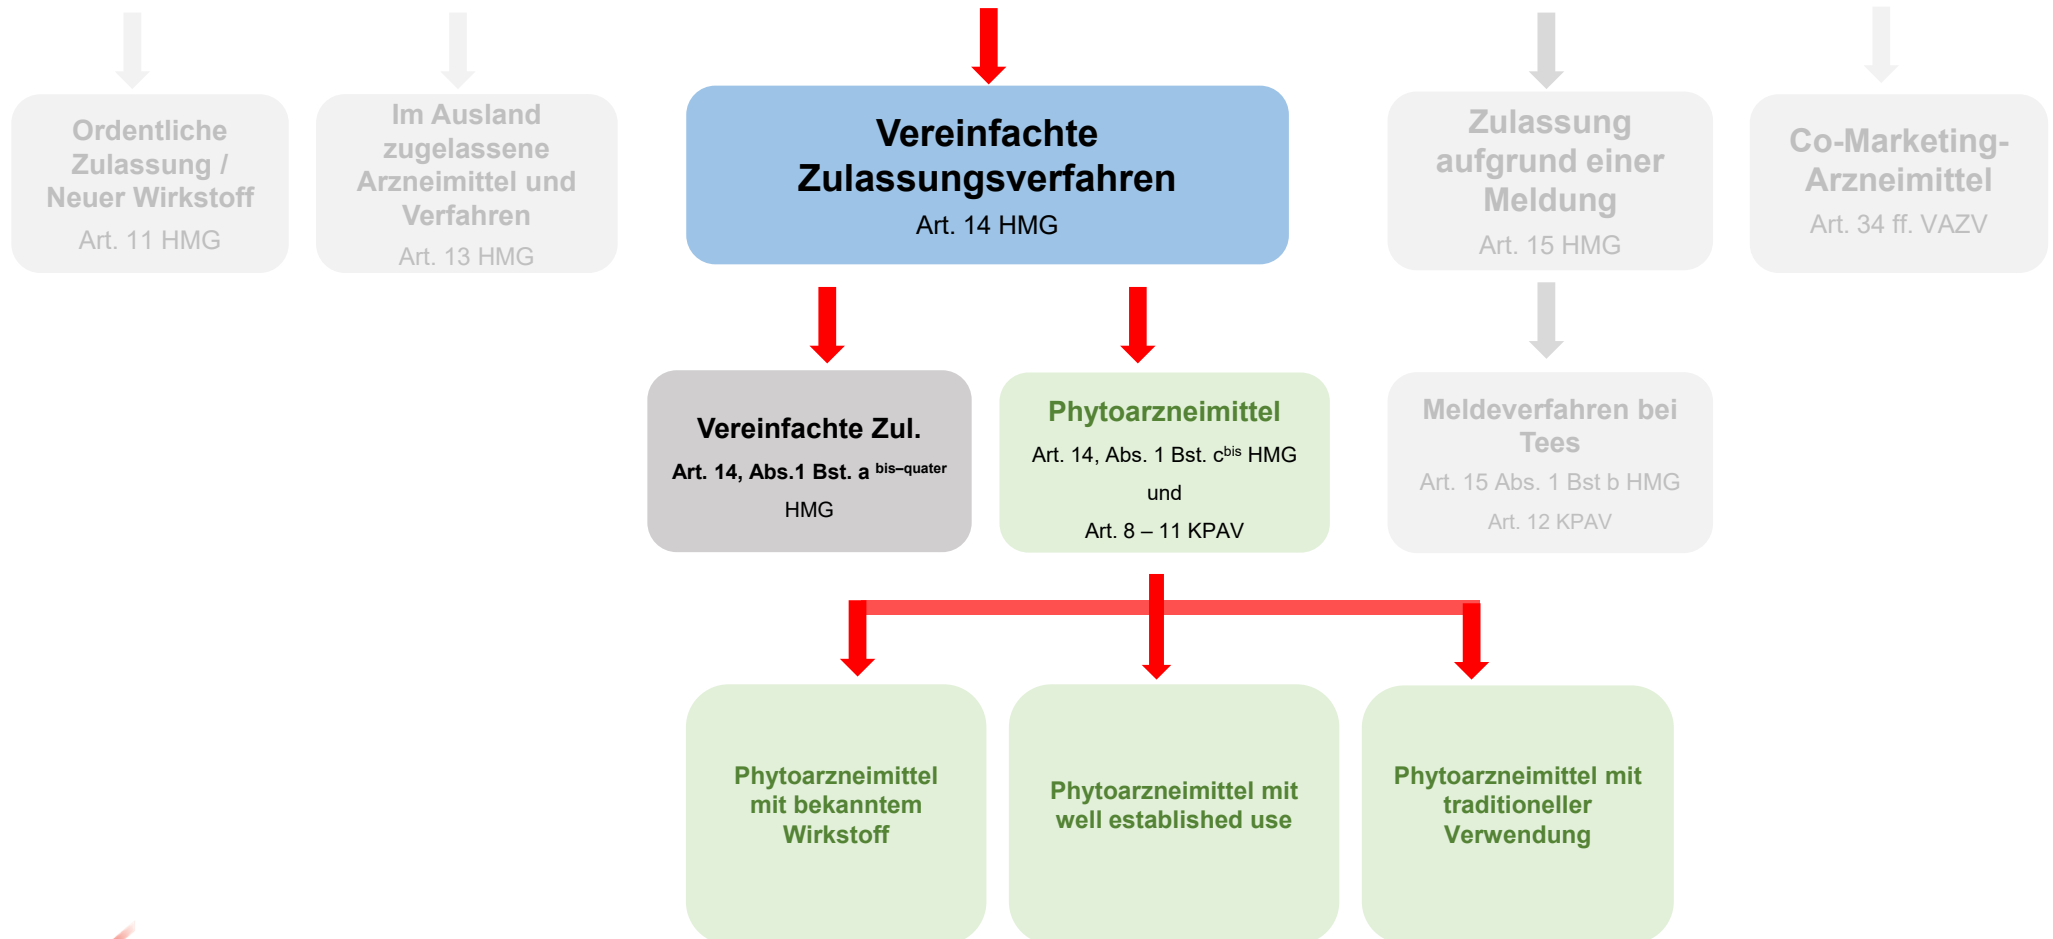 Ordentliche
Zulassung /
Neuer Wirkstoff
Art. 11 HMG
Im Ausland
zugelassene
Arzneimittel und
Verfahren
Art. 13 HMG
Vereinfachte
Zulassungsverfahren
Art. 14 HMG
Zulassung
aufgrund einer
Meldung
Art. 15 HMG
Co-Marketing-
Arzneimittel
Art. 34 ff. VAZV
Vereinfachte Zul.
Art. 14, Abs.1 Bst. a bis–quater
HMG
Phytoarzneimittel
Art. 14, Abs. 1 Bst. cbis HMG
und
Art. 8 – 11 KPAV
Meldeverfahren bei
Tees
Art. 15 Abs. 1 Bst b HMG
Art. 12 KPAV
Phytoarzneimittel
mit bekanntem
Wirkstoff
Phytoarzneimittel mit
well established use
Phytoarzneimittel mit
traditioneller
Verwendung